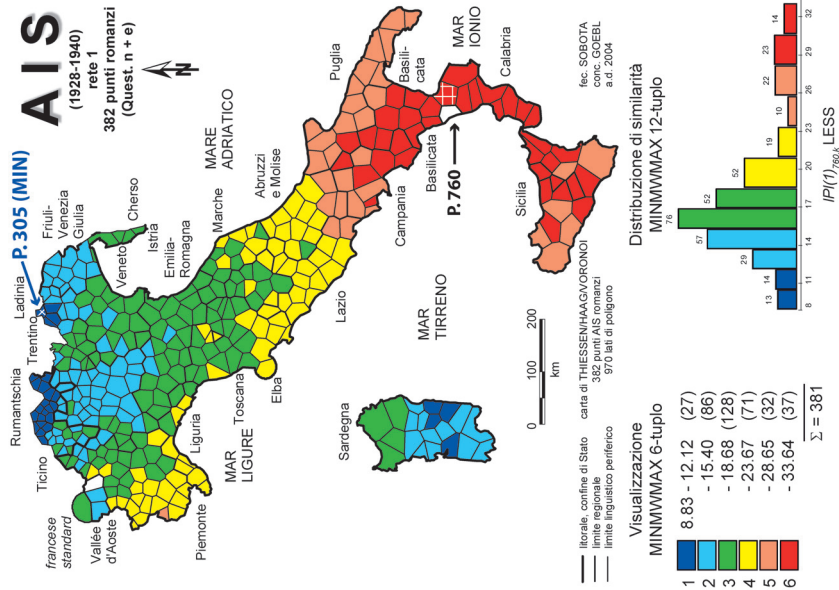 AIS
(1928-1940)
rete 1
382 punti romanzi
(Quest. n + e)
N
P. 305 (MIN)
Ladinia
Trentino
Rumantschia
Ticino
francese
standard
Vallée
d'Aoste
Piemonte
Liguria
MAR
LIGURE
Toscana
Elba
Friuli-
Venezia
Giulia
Veneto
Cherso
Istria
Emilia-
Romagna
Marche
MARE
ADRIATICO
Abruzzi
e Molise
Lazio
Campania
Puglia
Basili-
cata
Basilicata
P. 760
MAR
IONIO
Calabria
Sicilia
MAR
TIRRENO
Sardegna
0 100 200
km
fec. SOBOTA
conc. GOEBL
a.d. 2004
litorale, confine di Stato
limite regionale
limite linguistico periferico
carta di THIESSEN/HAAG/VORONOI
382 punti AIS romanzi
970 lati di poligono
Visualizzazione
MINMWMAX 6-tuplo
1 8.83 - 12.12 (27)
2 - 15.40 (86)
3 - 18.68 (128)
4 - 23.67 (71)
5 - 28.65 (32)
6 - 33.64 (37)
Σ = 381
Distribuzione di similarità
MINMWMAX 12-tuplo
13 14 29 57 76 52 52 19 10 22 23 14
8 11 14 17 20 23 26 29 32
IPI(1)760,k LESS